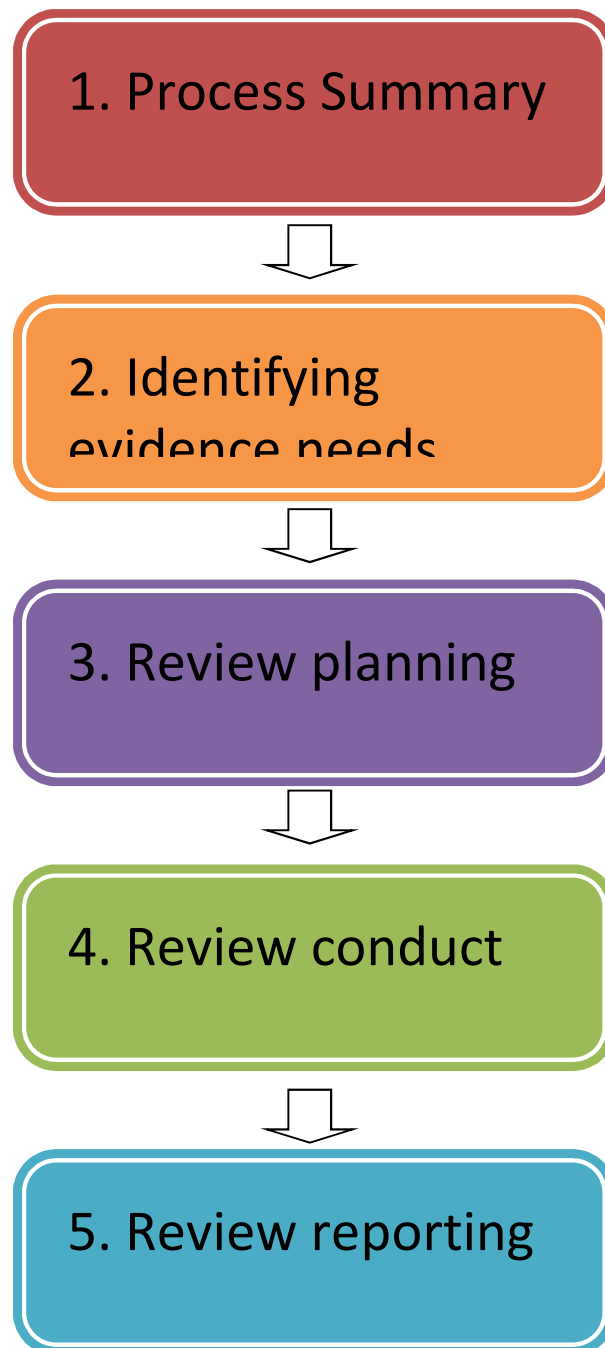 1. Process Summary
2. Identifying
evidence needs
3. Review planning
4. Review conduct
5. Review reporting